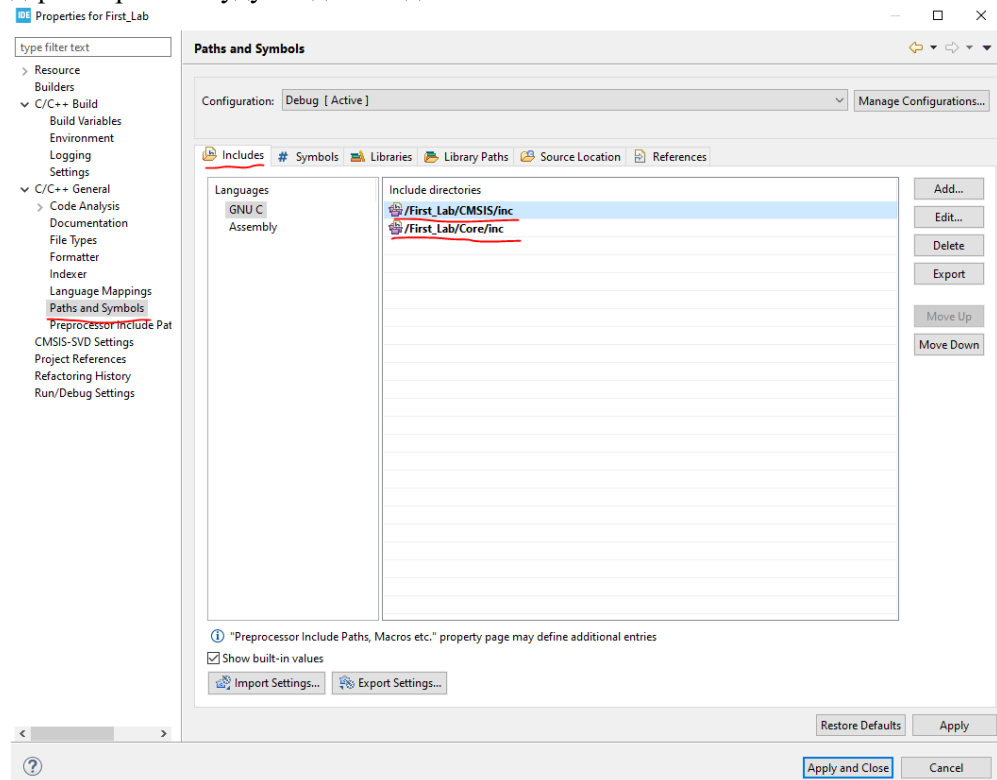 Properties for First_Lab
type filter text
Paths and Symbols
Resource
Builders
C/C++ Build
Build Variables
Environment
Logging
Settings
C/C++ General
Code Analysis
Documentation
File Types
Formatter
Indexer
Language Mappings
Paths and Symbols
Preprocessor Include Pat
CMSIS-SVD Settings
Project References
Refactoring History
Run/Debug Settings
Configuration: Debug [ Active ] Manage Configurations...
Includes # Symbols Libraries Library Paths Source Location References
Languages
GNU C
Assembly
Include directories
/First_Lab/CMSIS/inc
/First_Lab/Core/inc
Add...
Edit...
Delete
Export
Move Up
Move Down
"Preprocessor Include Paths, Macros etc." property page may define additional entries
Show built-in values
Import Settings... Export Settings...
Restore Defaults Apply
Apply and Close Cancel